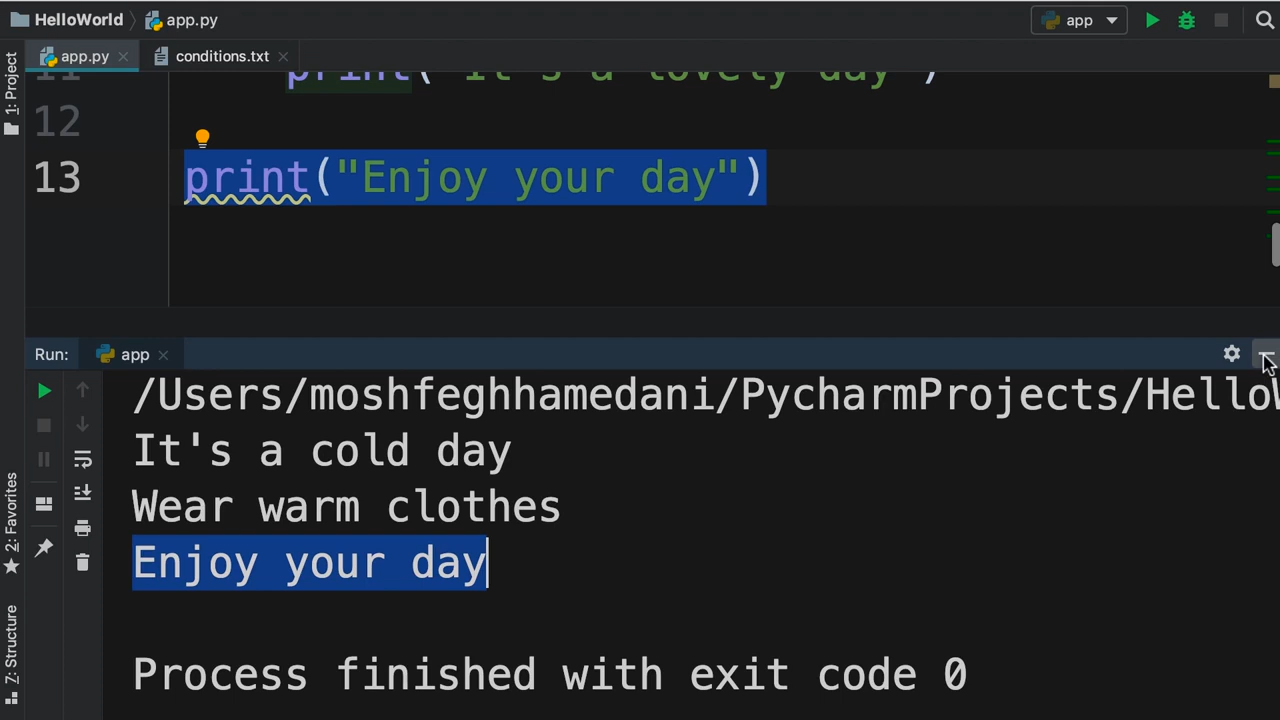 HelloWorld app.py app
app.py conditions.txt
11 print("It's a lovely day")
12
13 print("Enjoy your day")
1: Project
Run: app
/Users/moshfeghhamedani/PycharmProjects/Hello
It's a cold day
Wear warm clothes
Enjoy your day
Process finished with exit code 0
2: Favorites
Z: Structure